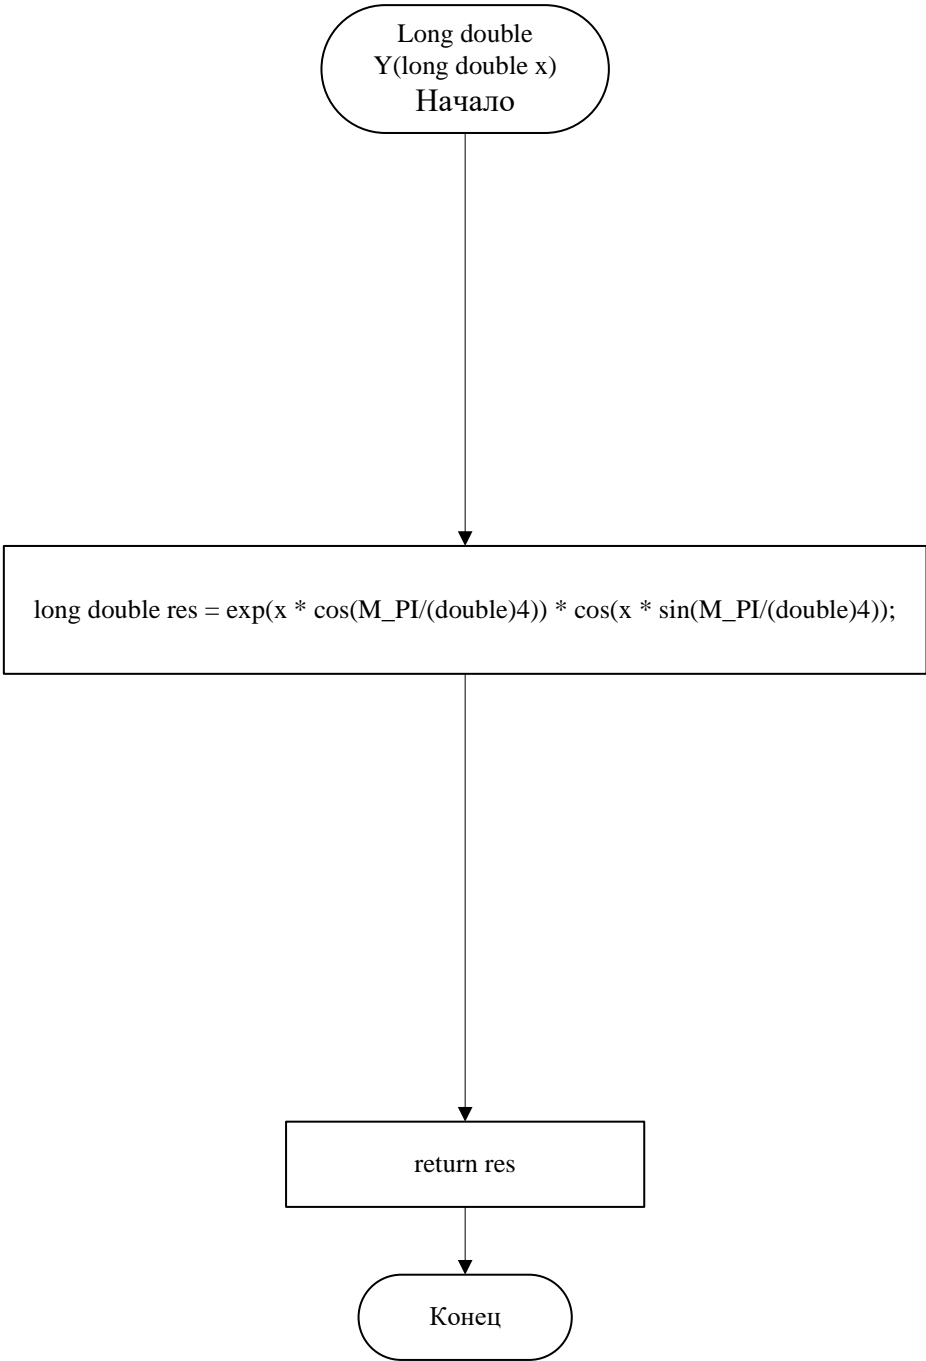 Long double
Y(long double x)
Начало
long double res = exp(x * cos(M_PI/(double)4)) * cos(x * sin(M_PI/(double)4));
return res
Конец